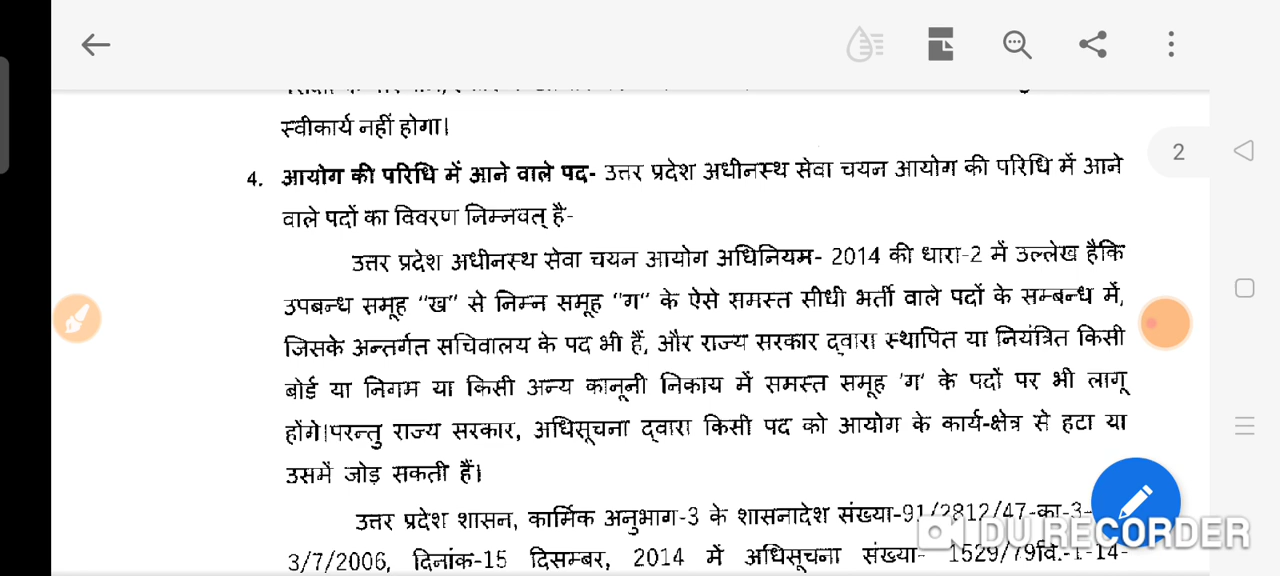 2
स्वीकार्य नहीं होगा।
4. आयोग की परिधि में आने वाले पद- उत्तर प्रदेश अधीनस्थ सेवा चयन आयोग की परिधि में आने
वाले पदों का विवरण निम्नवत् है-
उत्तर प्रदेश अधीनस्थ सेवा चयन आयोग अधिनियम- 2014 की धारा-2 में उल्लेख हैकि
उपबन्ध समूह "ख" से निम्न समूह "ग" के ऐसे समस्त सीधी भर्ती वाले पदों के सम्बन्ध में,
जिसके अन्तर्गत सचिवालय के पद भी हैं, और राज्य सरकार द्वारा स्थापित या नियंत्रित किसी
बोर्ड या निगम या किसी अन्य कानूनी निकाय में समस्त समूह 'ग' के पदों पर भी लागू
होंगे।परन्तु राज्य सरकार, अधिसूचना द्वारा किसी पद को आयोग के कार्य-क्षेत्र से हटा या
उसमें जोड़ सकती हैं।
उत्तर प्रदेश शासन, कार्मिक अनुभाग-3 के शासनादेश संख्या-91/2812/47-का-3-
3/7/2006, दिनांक-15 दिसम्बर, 2014 में अधिसूचना संख्या- 1529/79वि.-1-14-
DU RECORDER